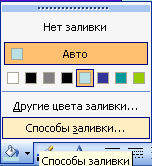 Нет заливки
Авто
Другие цвета заливки...
Способы заливки...
Способы заливки